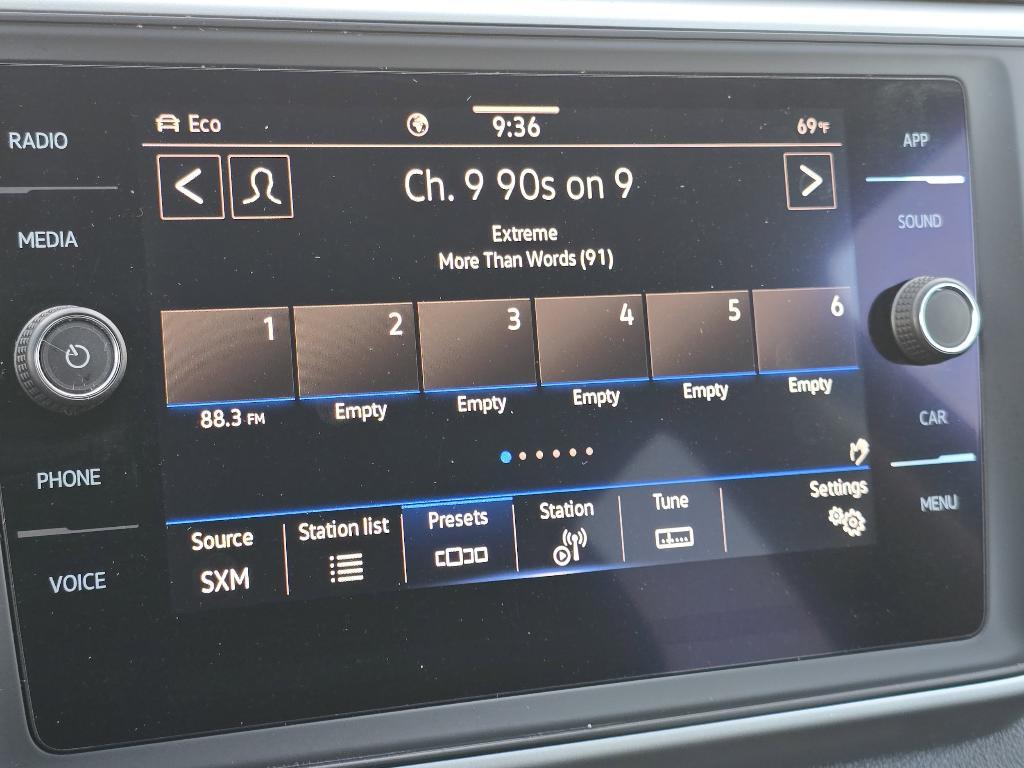 RADIO
MEDIA
PHONE
VOICE
Eco
9:36
69°F
Ch. 9 90s on 9
Extreme
More Than Words (91)
1
2
3
4
5
6
88.3 FM
Empty
Empty
Empty
Empty
Empty
Source
SXM
Station list
Presets
Station
Tune
Settings
APP
SOUND
CAR
MENU